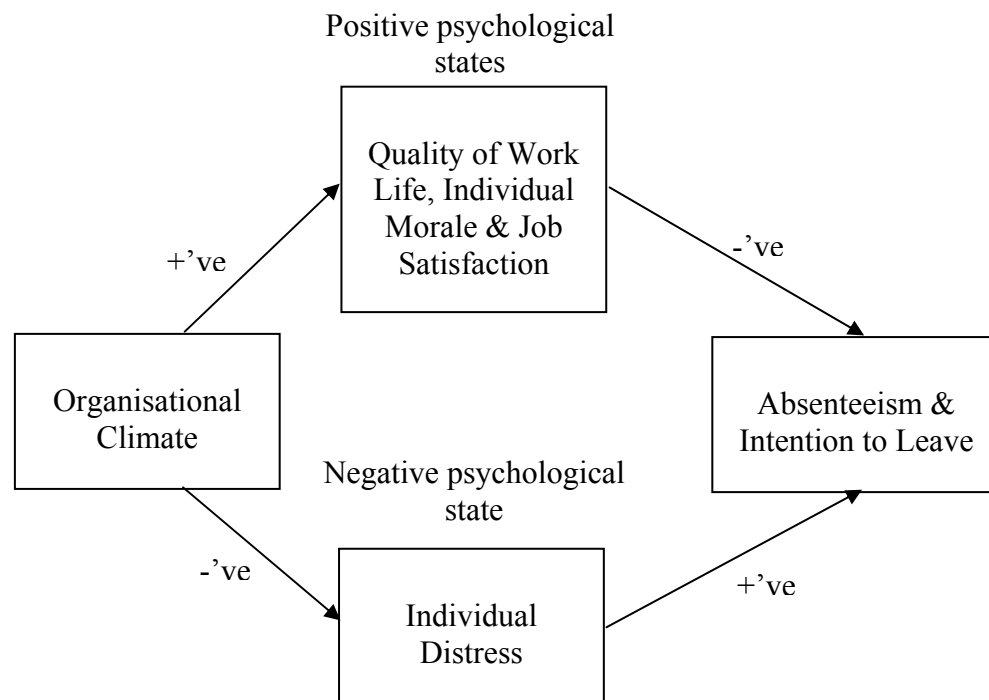 Positive psychological
states
Quality of Work
Life, Individual
Morale & Job
Satisfaction
+’ve
-’ve
Organisational
Climate
Absenteeism &
Intention to Leave
Negative psychological
state
-’ve
+’ve
Individual
Distress